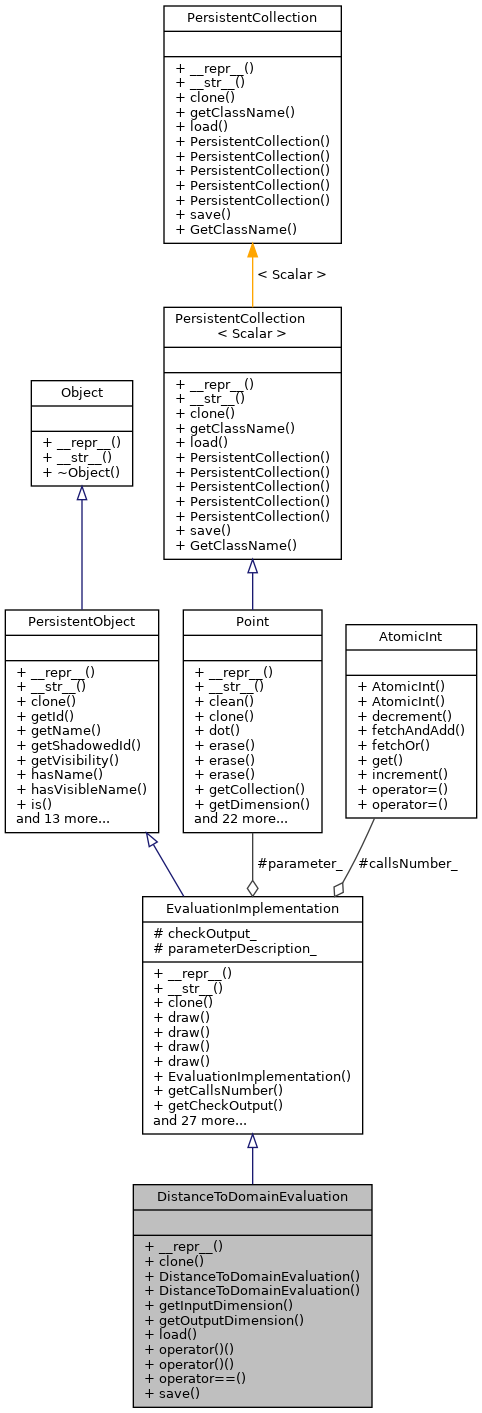 PersistentCollection
+ __repr__()
+ __str__()
+ clone()
+ getClassName()
+ load()
+ PersistentCollection()
+ PersistentCollection()
+ PersistentCollection()
+ PersistentCollection()
+ PersistentCollection()
+ save()
+ GetClassName()
< Scalar >
PersistentCollection
< Scalar >
+ __repr__()
+ __str__()
+ clone()
+ getClassName()
+ load()
+ PersistentCollection()
+ PersistentCollection()
+ PersistentCollection()
+ PersistentCollection()
+ PersistentCollection()
+ save()
+ GetClassName()
Object
+ __repr__()
+ __str__()
+ ~Object()
PersistentObject
+ __repr__()
+ __str__()
+ clone()
+ getId()
+ getName()
+ getShadowedId()
+ getVisibility()
+ hasName()
+ hasVisibleName()
+ is()
and 13 more...
Point
+ __repr__()
+ __str__()
+ clean()
+ clone()
+ dot()
+ erase()
+ erase()
+ erase()
+ getCollection()
+ getDimension()
and 22 more...
AtomicInt
+ AtomicInt()
+ AtomicInt()
+ decrement()
+ fetchAndAdd()
+ fetchOr()
+ get()
+ increment()
+ operator=()
+ operator=()
#parameter_
#callsNumber_
EvaluationImplementation
# checkOutput_
# parameterDescription_
+ __repr__()
+ __str__()
+ clone()
+ draw()
+ draw()
+ draw()
+ draw()
+ EvaluationImplementation()
+ getCallsNumber()
+ getCheckOutput()
and 27 more...
DistanceToDomainEvaluation
+ __repr__()
+ clone()
+ DistanceToDomainEvaluation()
+ DistanceToDomainEvaluation()
+ getInputDimension()
+ getOutputDimension()
+ load()
+ operator()()
+ operator()()
+ operator==()
+ save()